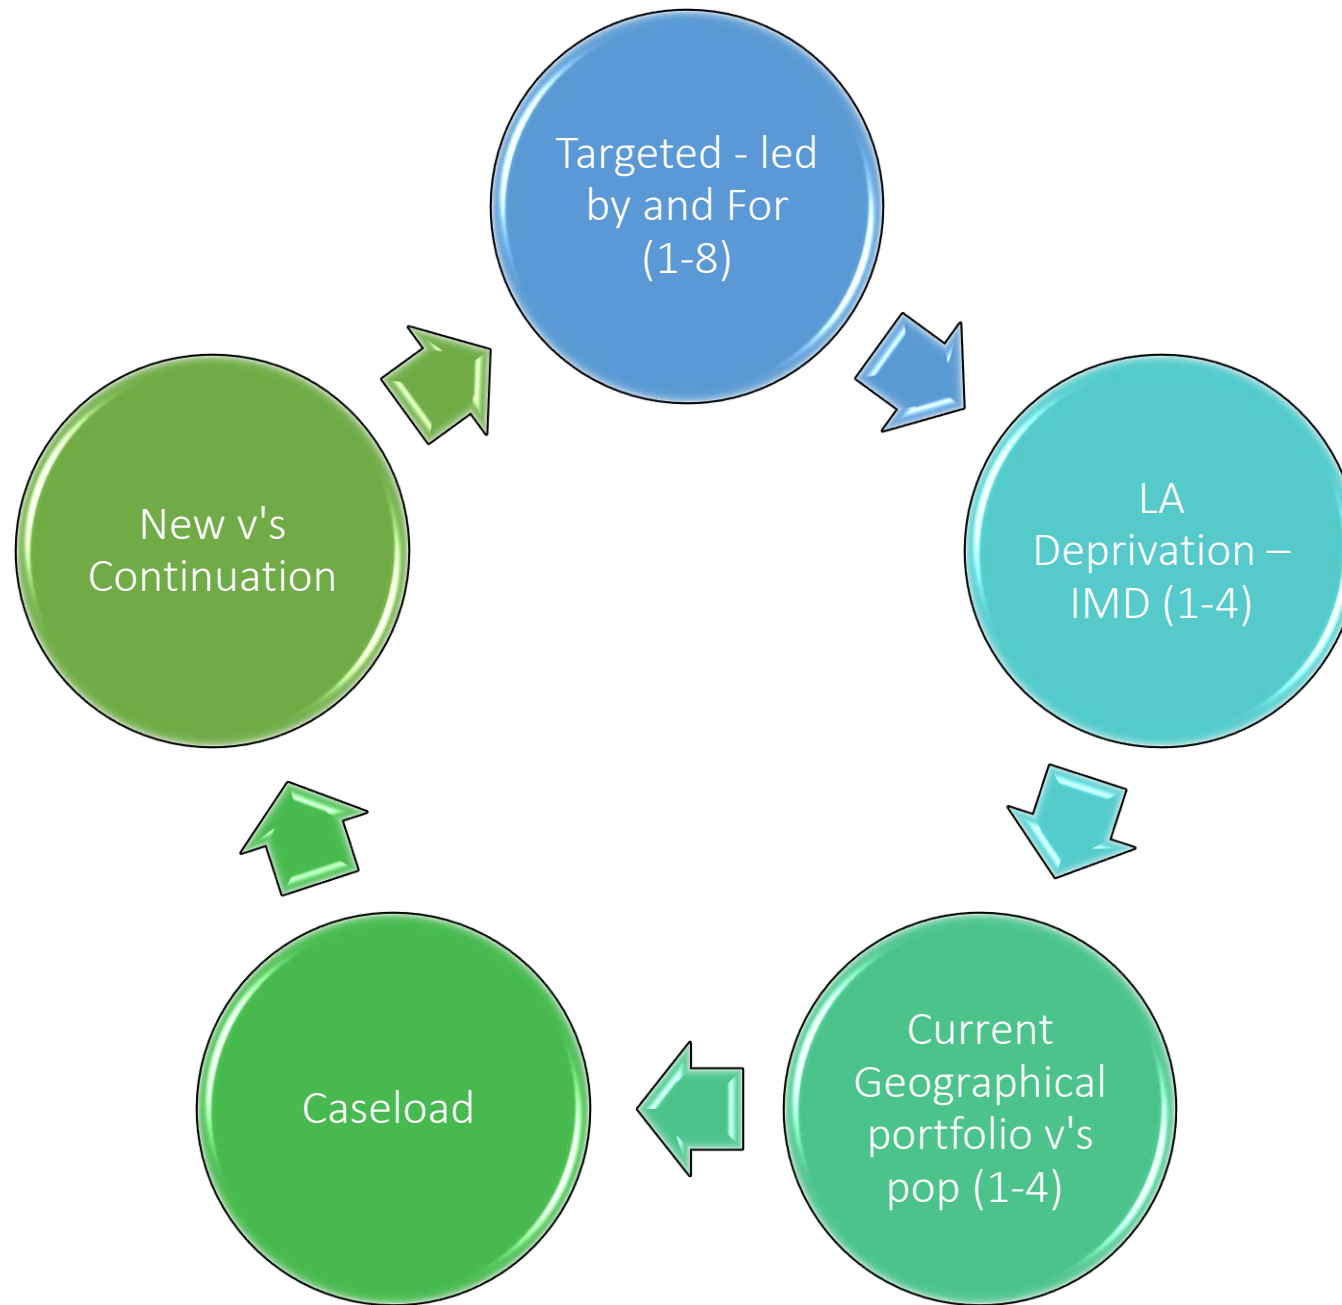 Targeted - led
by and For
(1-8)
LA
Deprivation –
IMD (1-4)
Current
Geographical
portfolio v's
pop (1-4)
Caseload
New v's
Continuation